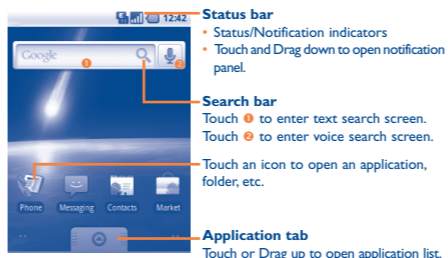 12:42
Google
1
2
Phone
Messaging
Contacts
Market
Status bar
• Status/Notification indicators
• Touch and Drag down to open notification
panel.
Search bar
Touch ❶ to enter text search screen.
Touch ❷ to enter voice search screen.
Touch an icon to open an application,
folder, etc.
Application tab
Touch or Drag up to open application list.